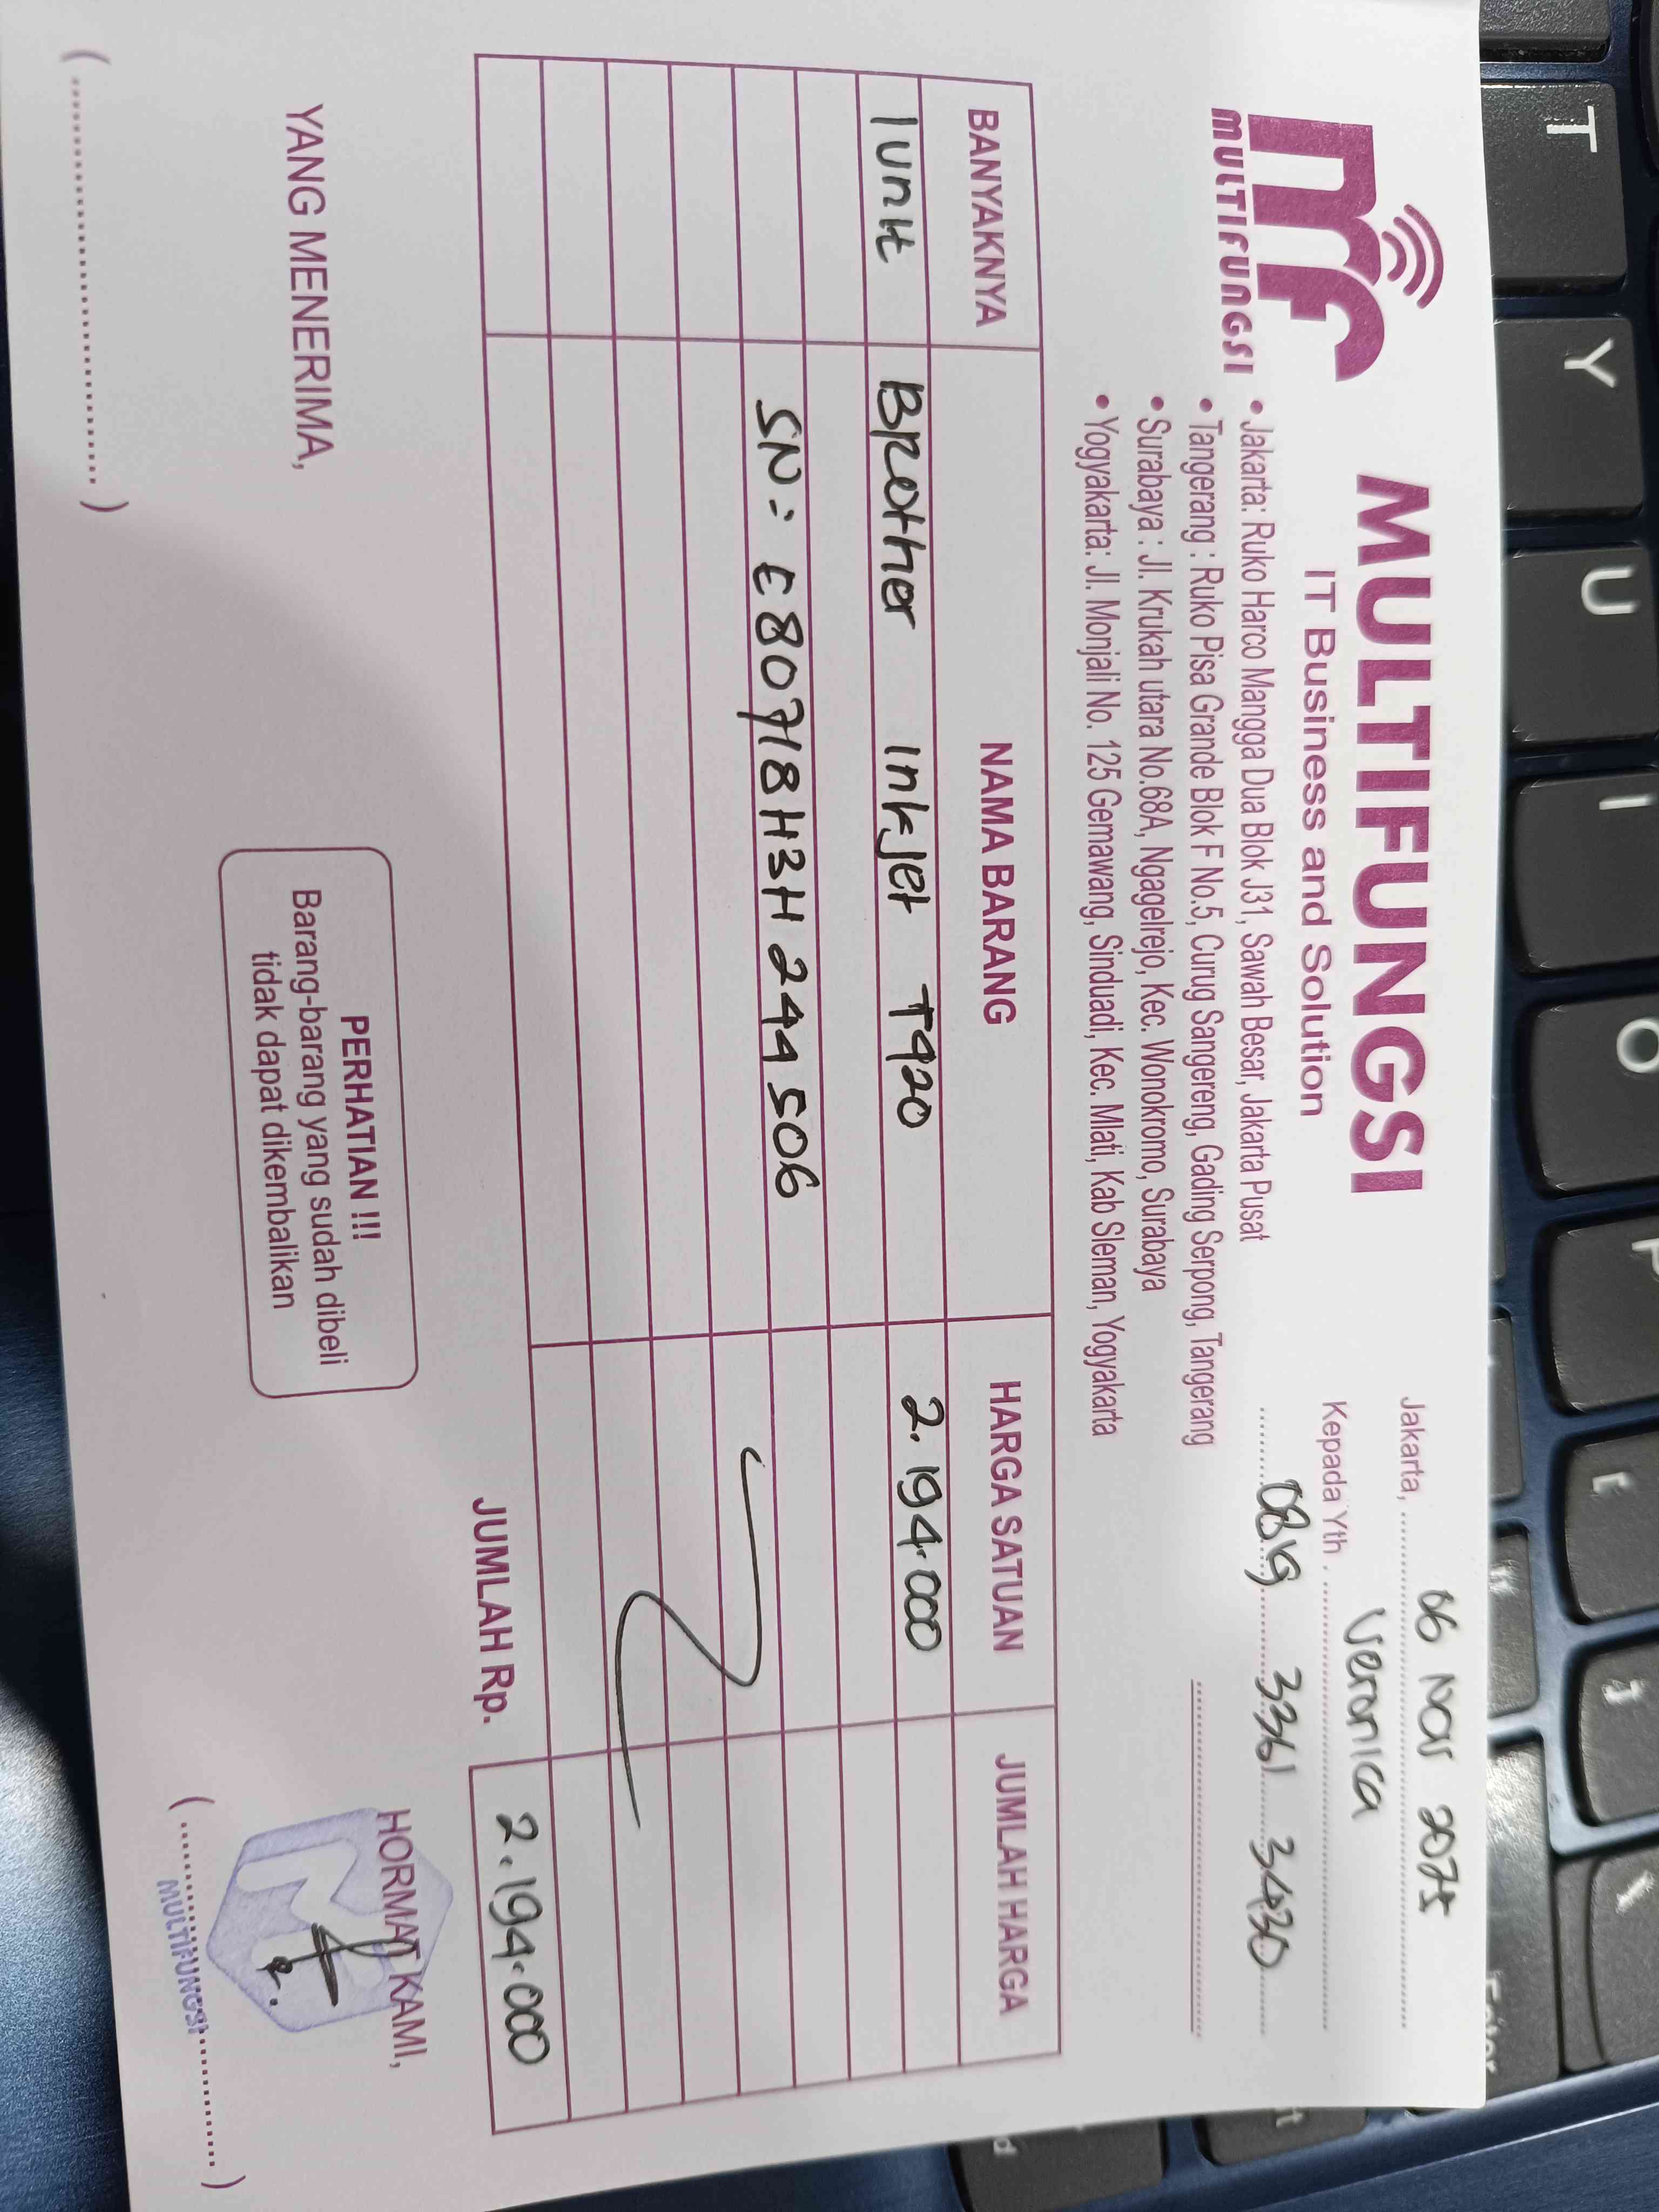 MULTIFUNGSI
MULTIFUNGSI
IT Business and Solution
• Jakarta: Ruko Harco Mangga Dua Blok J31, Sawah Besar, Jakarta Pusat
• Tangerang : Ruko Pisa Grande Blok F No.5, Curug Sangereng, Gading Serpong, Tangerang
• Surabaya : Jl. Krukah utara No.68A, Ngagelrejo, Kec. Wonokromo, Surabaya
• Yogyakarta: Jl. Monjali No. 125 Gemawang, Sinduadi, Kec. Mlati, Kab Sleman, Yogyakarta
Jakarta, 06 Nov
Kepada Yth. Veronica
0819 3361 3430
BANYAKNYA NAMA BARANG HARGA SATUAN JUMLAH HARGA
1 unit Brother Inkjet T920 2.194.000
SN: E80718H3H244506
JUMLAH Rp. 2.194.000
YANG MENERIMA,
PERHATIAN !!!
Barang-barang yang sudah dibeli
tidak dapat dikembalikan
HORMAT KAMI,
MULTIFUNGSI
T
Y
U
I
O
P
[
]
\
Enter